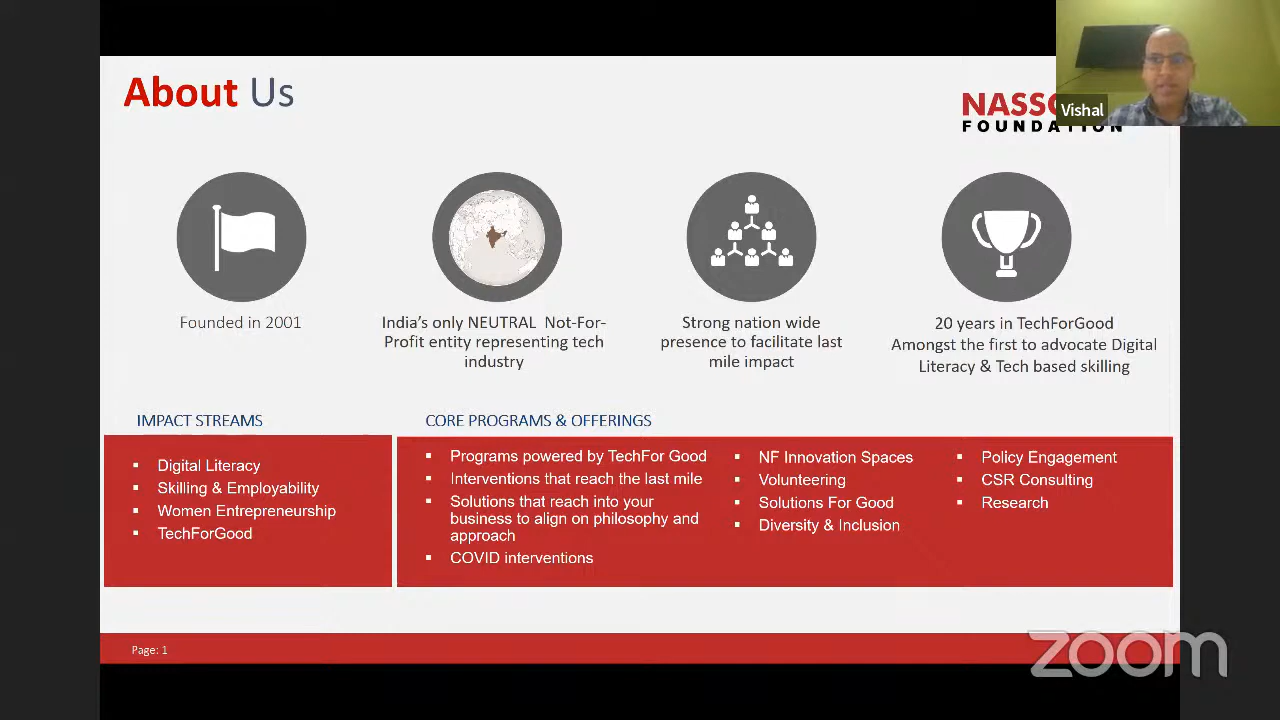 About Us
NASSC
FOUNDATION
Vishal
Founded in 2001
India's only NEUTRAL Not-For-
Profit entity representing tech
industry
Strong nation wide
presence to facilitate last
mile impact
20 years in TechForGood
Amongst the first to advocate Digital
Literacy & Tech based skilling
IMPACT STREAMS
▪ Digital Literacy
▪ Skilling & Employability
▪ Women Entrepreneurship
▪ TechForGood
CORE PROGRAMS & OFFERINGS
▪ Programs powered by TechFor Good
▪ Interventions that reach the last mile
▪ Solutions that reach into your
business to align on philosophy and
approach
▪ COVID interventions
▪ NF Innovation Spaces
▪ Volunteering
▪ Solutions For Good
▪ Diversity & Inclusion
▪ Policy Engagement
▪ CSR Consulting
▪ Research
Page: 1
zoom